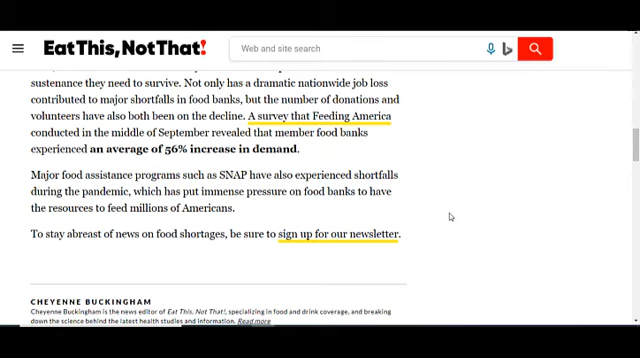 Eat This, Not That!
Web and site search
sustenance they need to survive. Not only has a dramatic nationwide job loss
contributed to major shortfalls in food banks, but the number of donations and
volunteers have also both been on the decline. A survey that Feeding America
conducted in the middle of September revealed that member food banks
experienced an average of 56% increase in demand.
Major food assistance programs such as SNAP have also experienced shortfalls
during the pandemic, which has put immense pressure on food banks to have
the resources to feed millions of Americans.
To stay abreast of news on food shortages, be sure to sign up for our newsletter.
CHEYENNE BUCKINGHAM
Cheyenne Buckingham is the news editor of Eat This, Not That!, specializing in food and drink coverage, and breaking
down the science behind the latest health studies and information. Read more